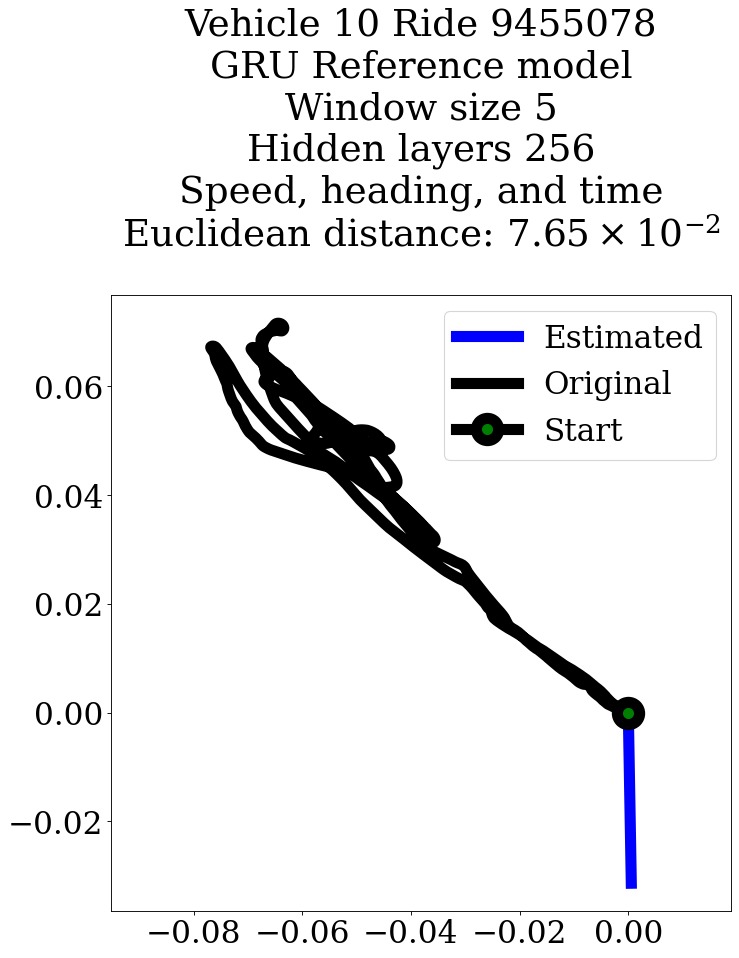 Vehicle 10 Ride 9455078
GRU Reference model
Window size 5
Hidden layers 256
Speed, heading, and time
Euclidean distance: 7.65 × 10⁻²
Estimated
Original
Start
0.06
0.04
0.02
0.00
−0.02
−0.08 −0.06 −0.04 −0.02 0.00